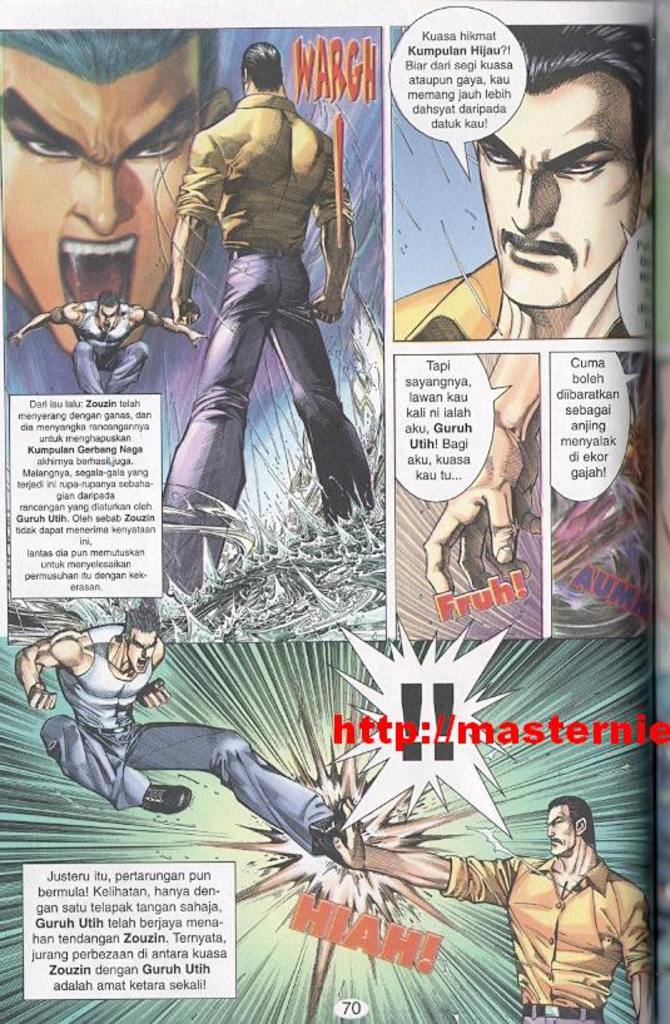 WARGH
Kuasa hikmat
Kumpulan Hijau?!
Biar dari segi kuasa
ataupun gaya, kau
memang jauh lebih
dahsyat daripada
datuk kau!
Dari isu lalu: Zouzin telah
menyerang dengan ganas, dan
dia menyangka rancangannya
untuk menghapuskan
Kumpulan Gerbang Naga
akhirnya berhasil juga.
Malangnya, segala-gala yang
terjadi ini rupa-rupanya sebaha-
gian daripada
rancangan yang diaturkan oleh
Guruh Utih. Oleh sebab Zouzin
tidak dapat menerima kenyataan
ini,
lantas dia pun memutuskan
untuk menyelesaikan
permusuhan itu dengan kek-
erasan.
Tapi
sayangnya,
lawan kau
kali ni ialah
aku, Guruh
Utih! Bagi
aku, kuasa
kau tu...
Fruh!
Cuma
boleh
diibaratkan
sebagai
anjing
menyalak
di ekor
gajah!
AUMM
!!
http://masternie
HIAH!
Justeru itu, pertarungan pun
bermula! Kelihatan, hanya den-
gan satu telapak tangan sahaja,
Guruh Utih telah berjaya mena-
han tendangan Zouzin. Ternyata,
jurang perbezaan di antara kuasa
Zouzin dengan Guruh Utih
adalah amat ketara sekali!
70